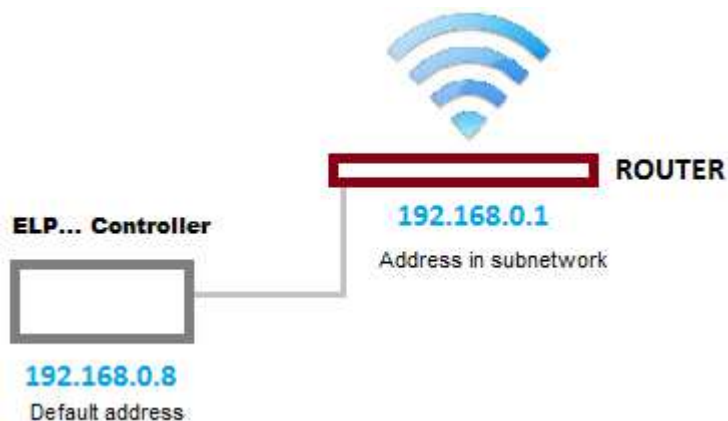 ROUTER
192.168.0.1
Address in subnetwork
ELP... Controller
192.168.0.8
Default address